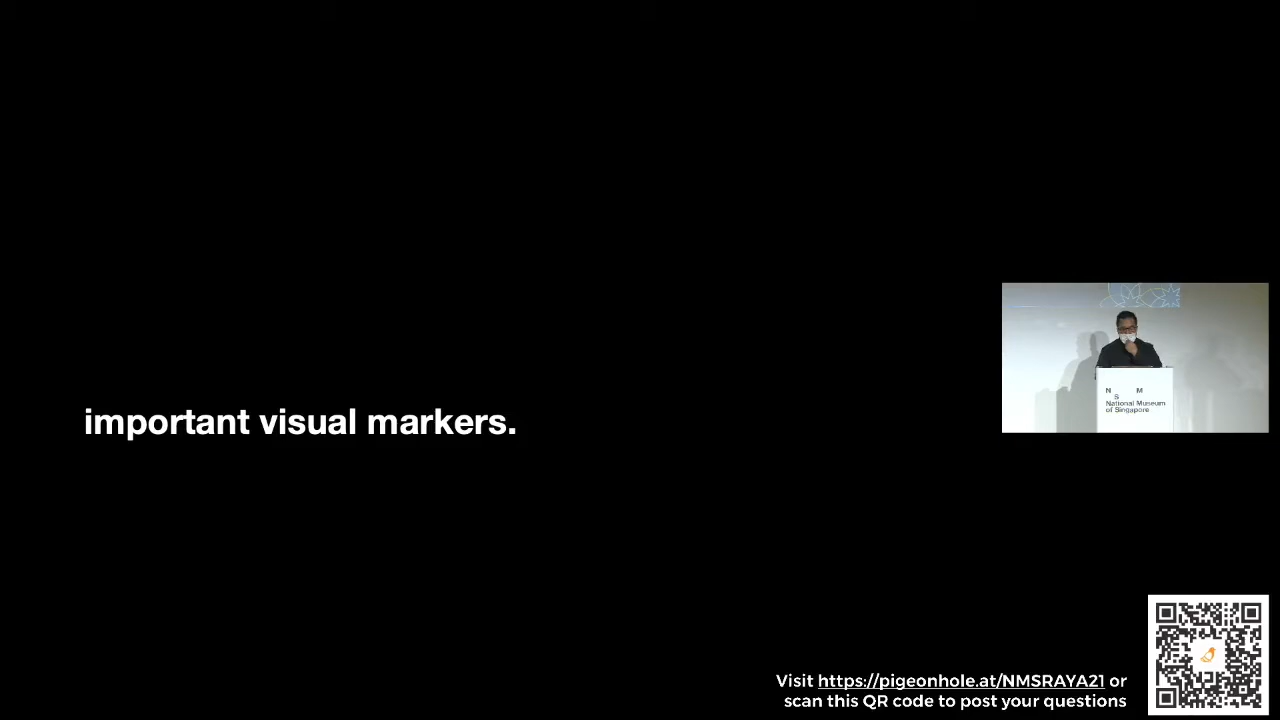 important visual markers.
N M
S
National Museum
of Singapore
Visit https://pigeonhole.at/NMSRAYA21 or
scan this QR code to post your questions